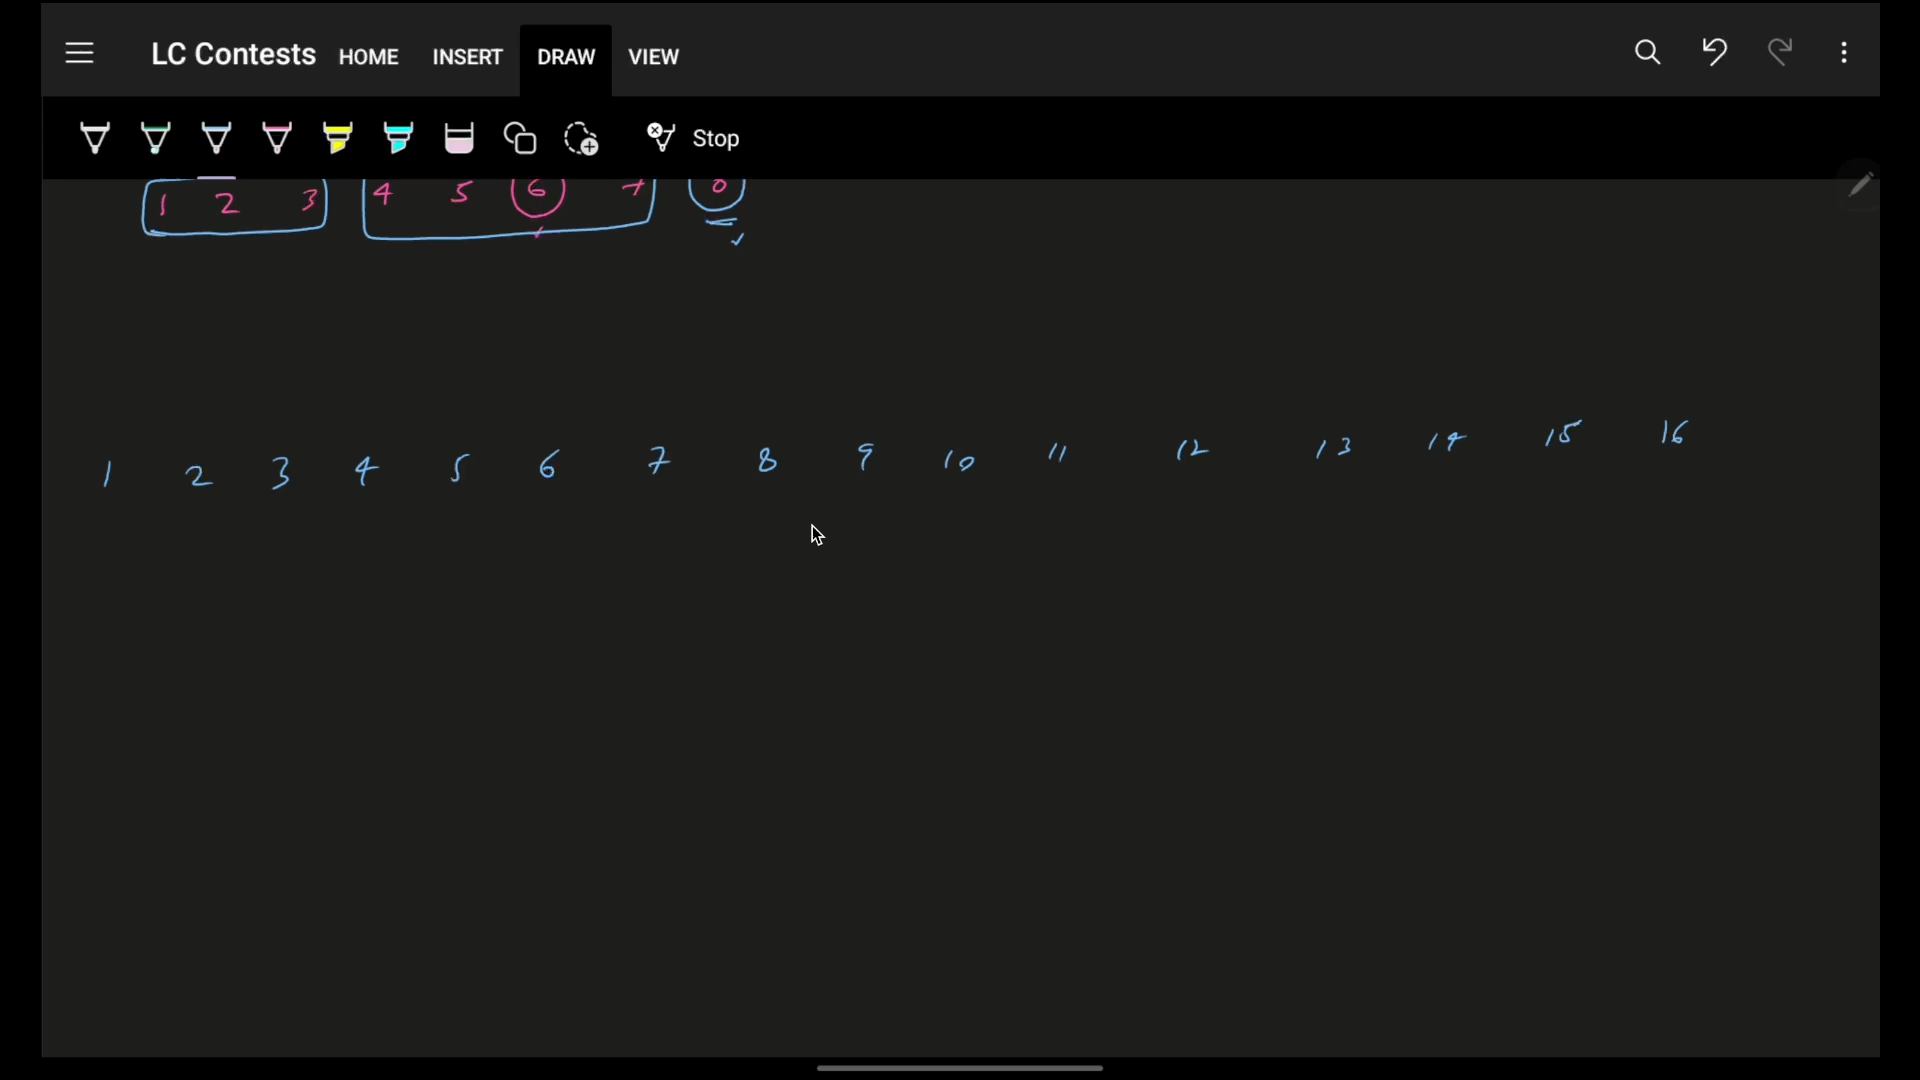 LC Contests HOME INSERT DRAW VIEW
Stop
1 2 3 4 5 6 7
1 2 3 4 5 6 7 8 9 10 11 12 13 14 15 16